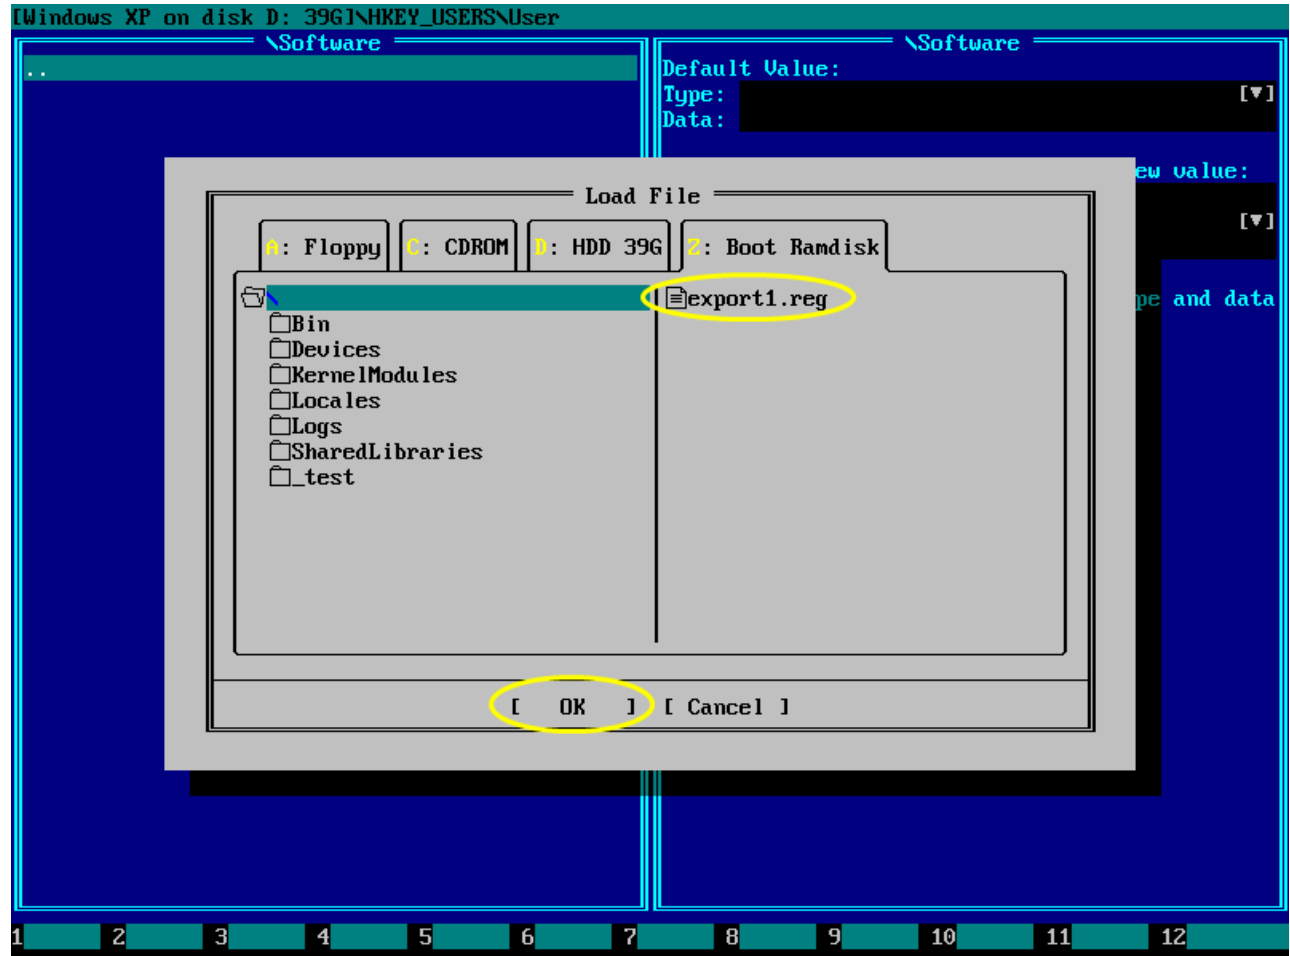 [Windows XP on disk D: 39G]\HKEY_USERS\User
\Software
\Software
..
Default Value:
Type: [▼]
Data:
ew value:
[▼]
pe and data
Load File
A: Floppy C: CDROM D: HDD 39G Z: Boot Ramdisk
\
export1.reg
Bin
Devices
KernelModules
Locales
Logs
SharedLibraries
_test
[ OK ] [ Cancel ]
1 2 3 4 5 6 7 8 9 10 11 12